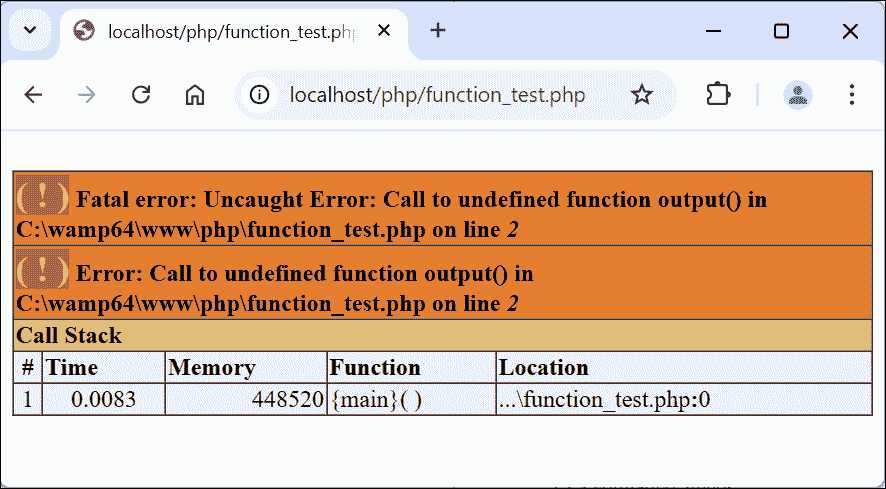 localhost/php/function_test.php
localhost/php/function_test.php
( ! ) Fatal error: Uncaught Error: Call to undefined function output() in
C:\wamp64\www\php\function_test.php on line 2
( ! ) Error: Call to undefined function output() in
C:\wamp64\www\php\function_test.php on line 2
Call Stack
# Time Memory Function Location
1 0.0083 448520 {main}( ) ...\function_test.php:0